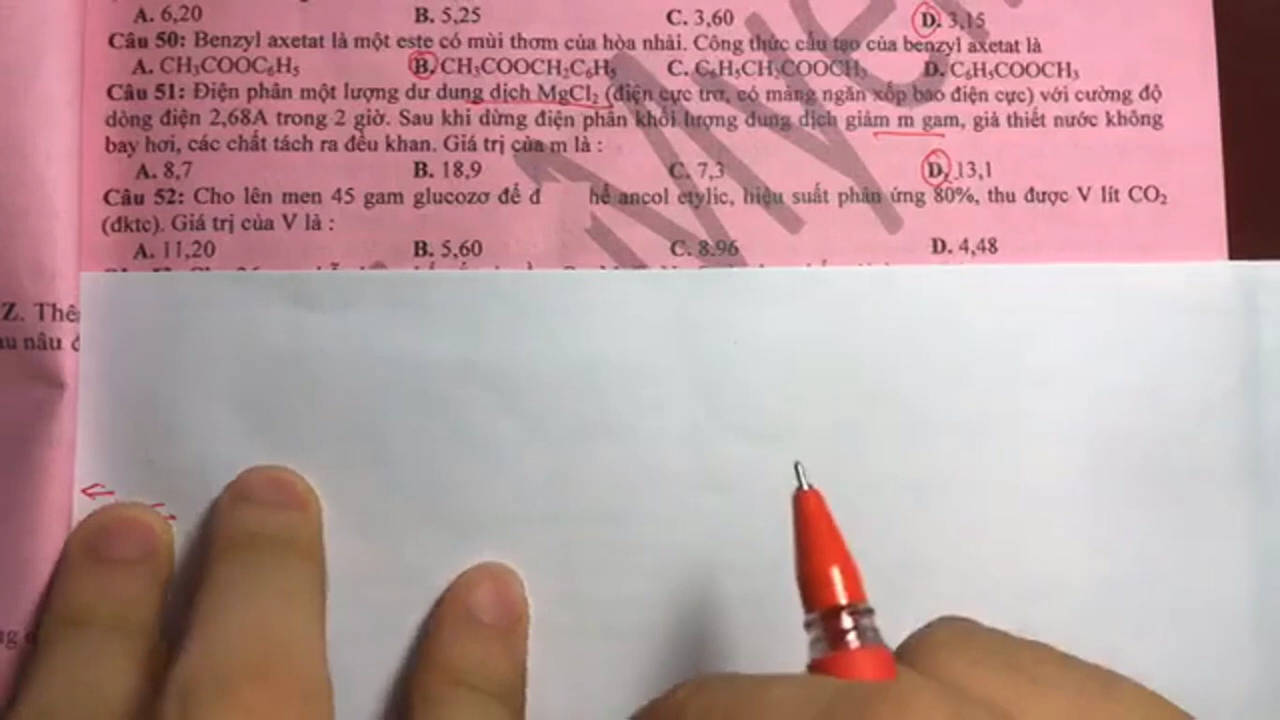 A. 6,20 B. 5,25 C. 3,60 D. 3,15
Câu 50: Benzyl axetat là một este có mùi thơm của hoa nhài. Công thức cấu tạo của benzyl axetat là
A. CH₃COOC₆H₅ B. CH₃COOCH₂C₆H₅ C. C₆H₅CH₂COOCH₃ D. C₆H₅COOCH₃
Câu 51: Điện phân một lượng dư dung dịch MgCl₂ (điện cực trơ, có màng ngăn xốp bao điện cực) với cường độ
dòng điện 2,68A trong 2 giờ. Sau khi dừng điện phân khối lượng dung dịch giảm m gam, giả thiết nước không
bay hơi, các chất tách ra đều khan. Giá trị của m là :
A. 8,7 B. 18,9 C. 7,3 D. 13,1
Câu 52: Cho lên men 45 gam glucozơ để đ hế ancol etylic, hiệu suất phản ứng 80%, thu được V lít CO₂
(đktc). Giá trị của V là :
A. 11,20 B. 5,60 C. 8,96 D. 4,48
Z. Thê
nâu